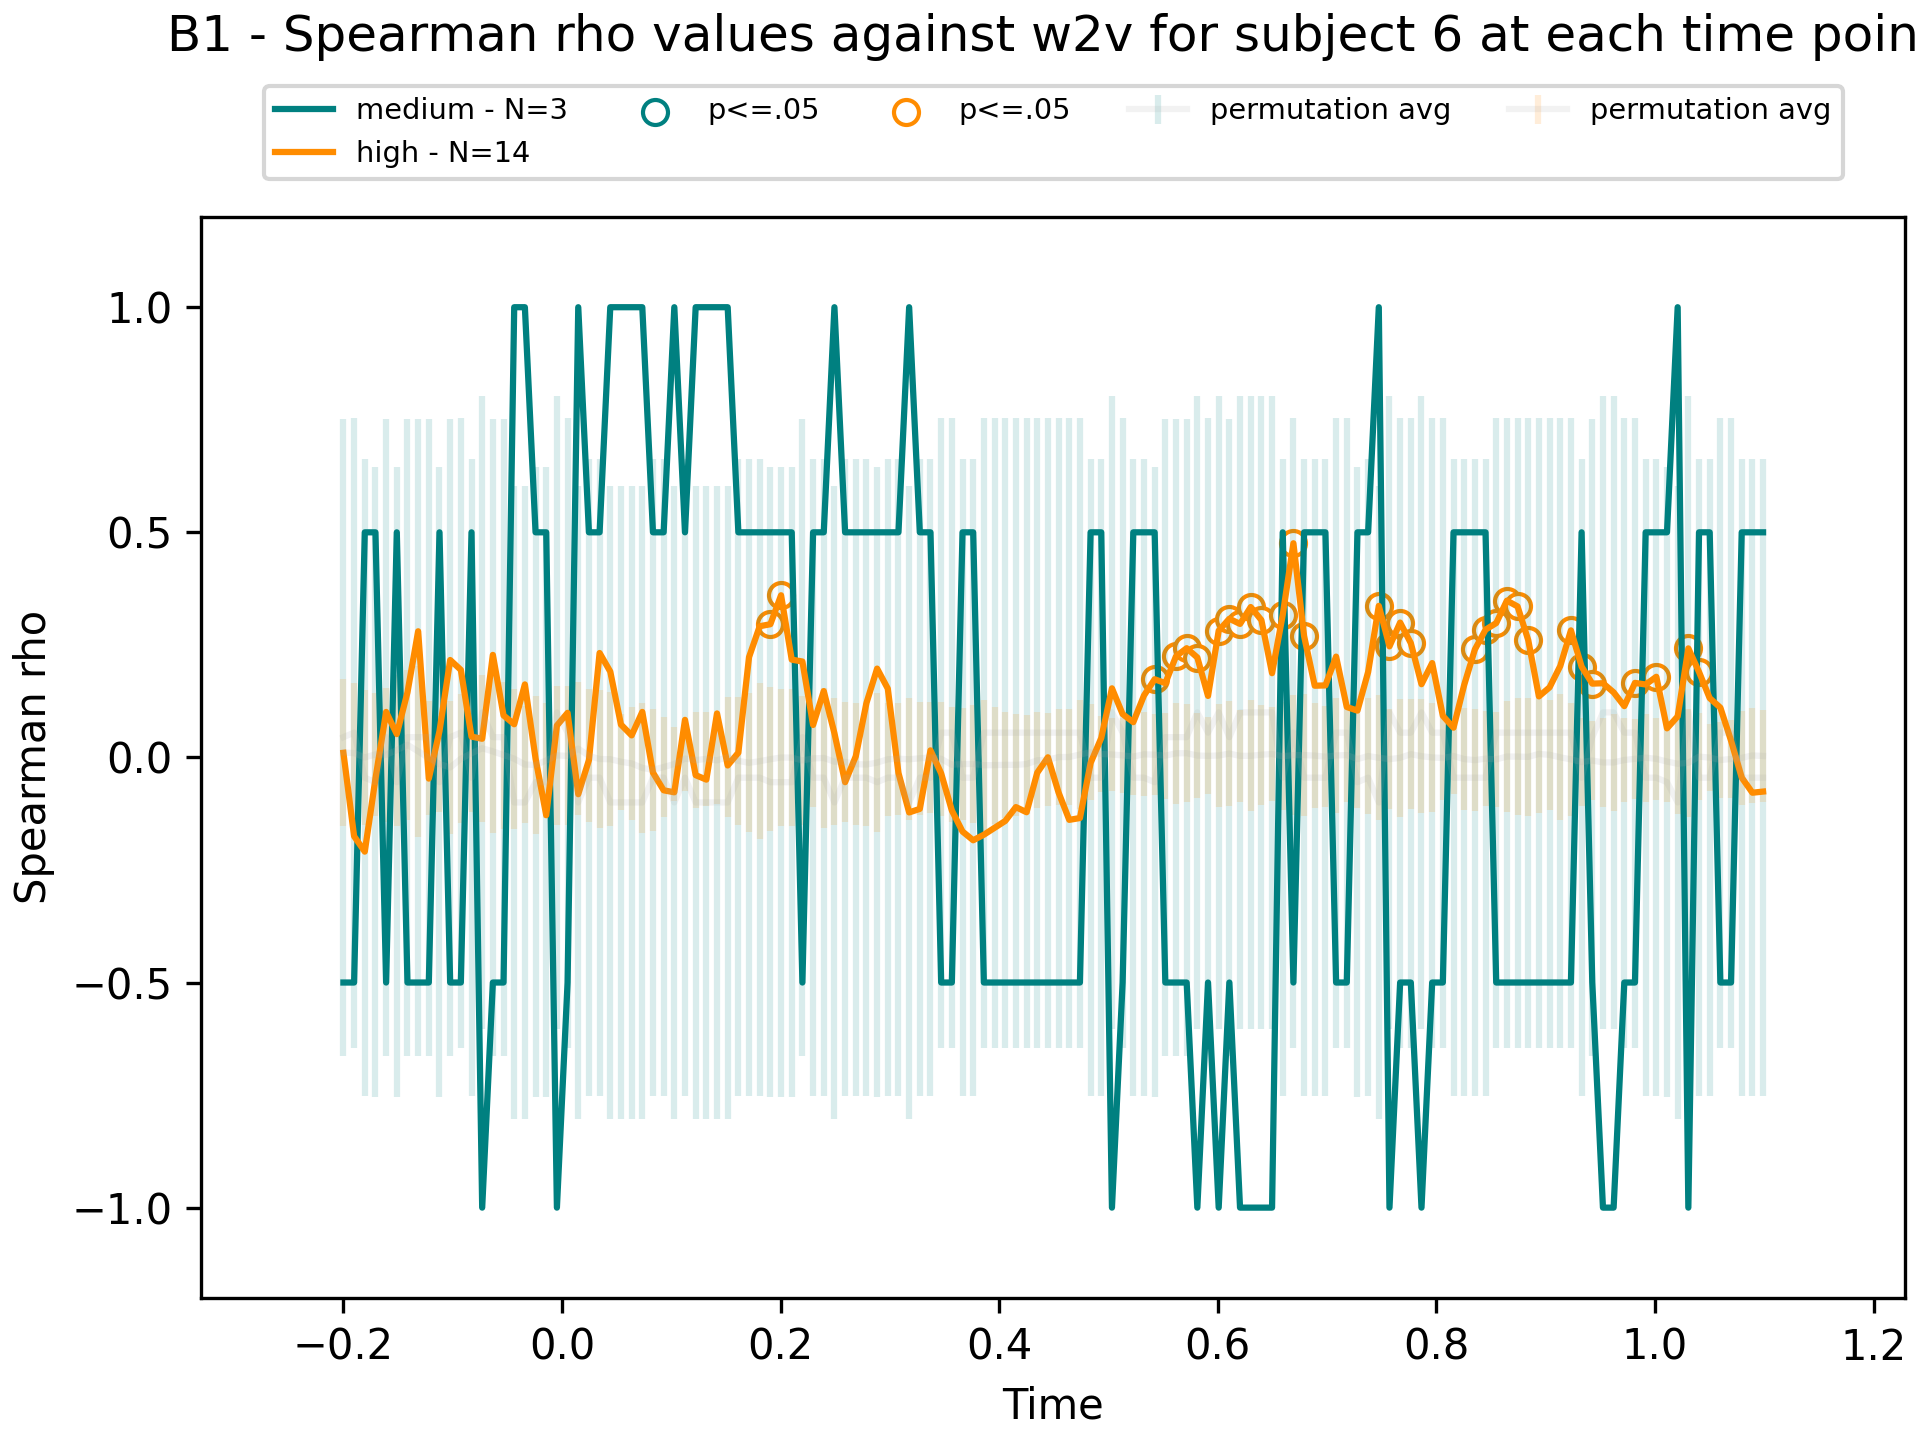 B1 - Spearman rho values against w2v for subject 6 at each time poin
medium - N=3
high - N=14
p<=.05
p<=.05
permutation avg
permutation avg
Spearman rho
1.0
0.5
0.0
−0.5
−1.0
−0.2
0.0
0.2
0.4
0.6
0.8
1.0
1.2
Time